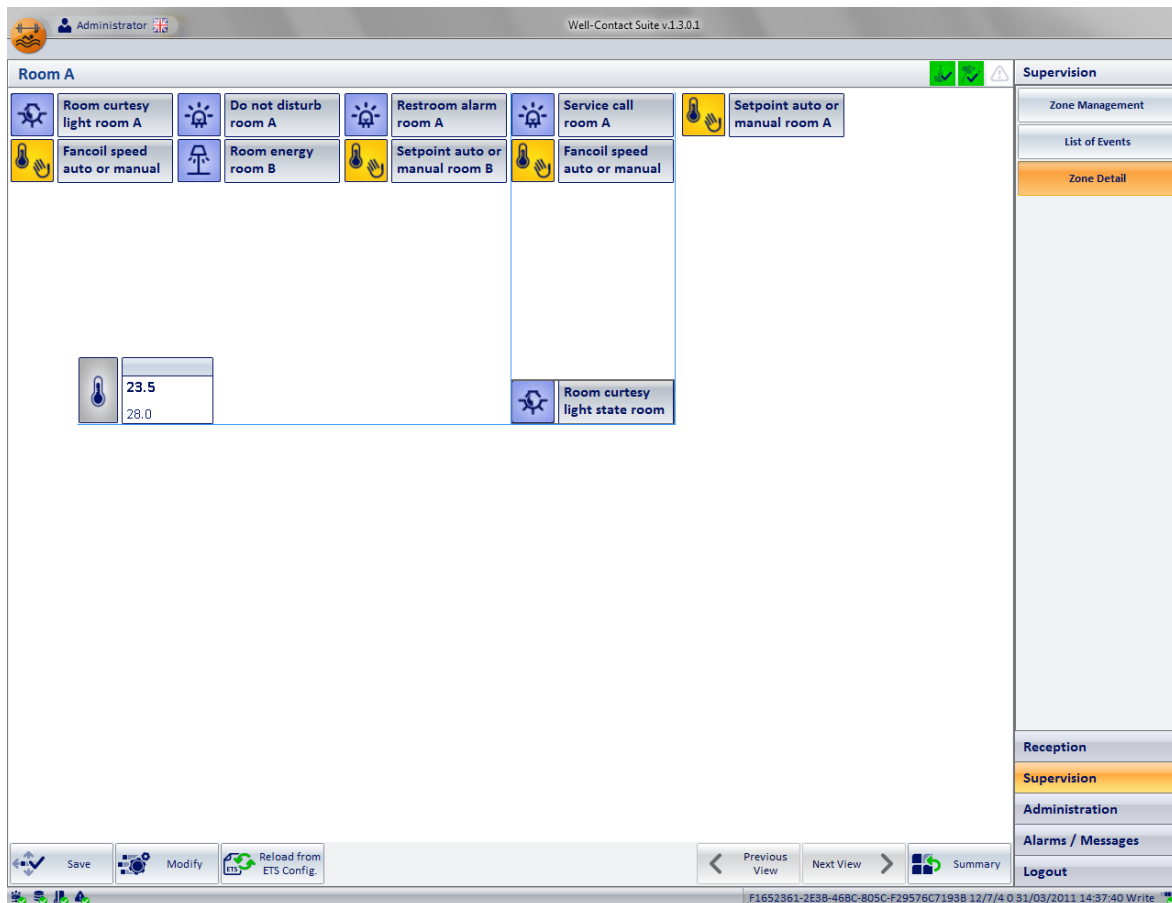 Administrator
Well-Contact Suite v.1.3.0.1
Room A
Supervision
Room curtesy
light room A
Do not disturb
room A
Restroom alarm
room A
Service call
room A
Setpoint auto or
manual room A
Fancoil speed
auto or manual
Room energy
room B
Setpoint auto or
manual room B
Fancoil speed
auto or manual
Zone Management
List of Events
Zone Detail
23.5
28.0
Room curtesy
light state room
Reception
Supervision
Administration
Alarms / Messages
Logout
Save
Modify
ETS
Reload from
ETS Config.
Previous
View
Next View
Summary
F1652361-2E3B-46BC-805C-F29576C7193B 12/7/4 0 31/03/2011 14:37:40 Write